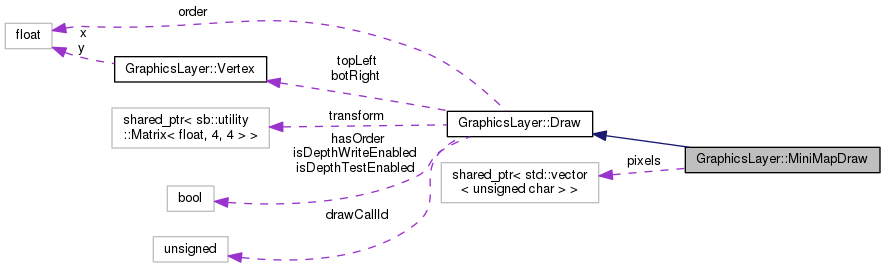 order
float
x
y
GraphicsLayer::Vertex
topLeft
botRight
shared_ptr< sb::utility
::Matrix< float, 4, 4 > >
transform
GraphicsLayer::Draw
hasOrder
isDepthWriteEnabled
isDepthTestEnabled
pixels
GraphicsLayer::MiniMapDraw
shared_ptr< std::vector
< unsigned char > >
bool
drawCallId
unsigned